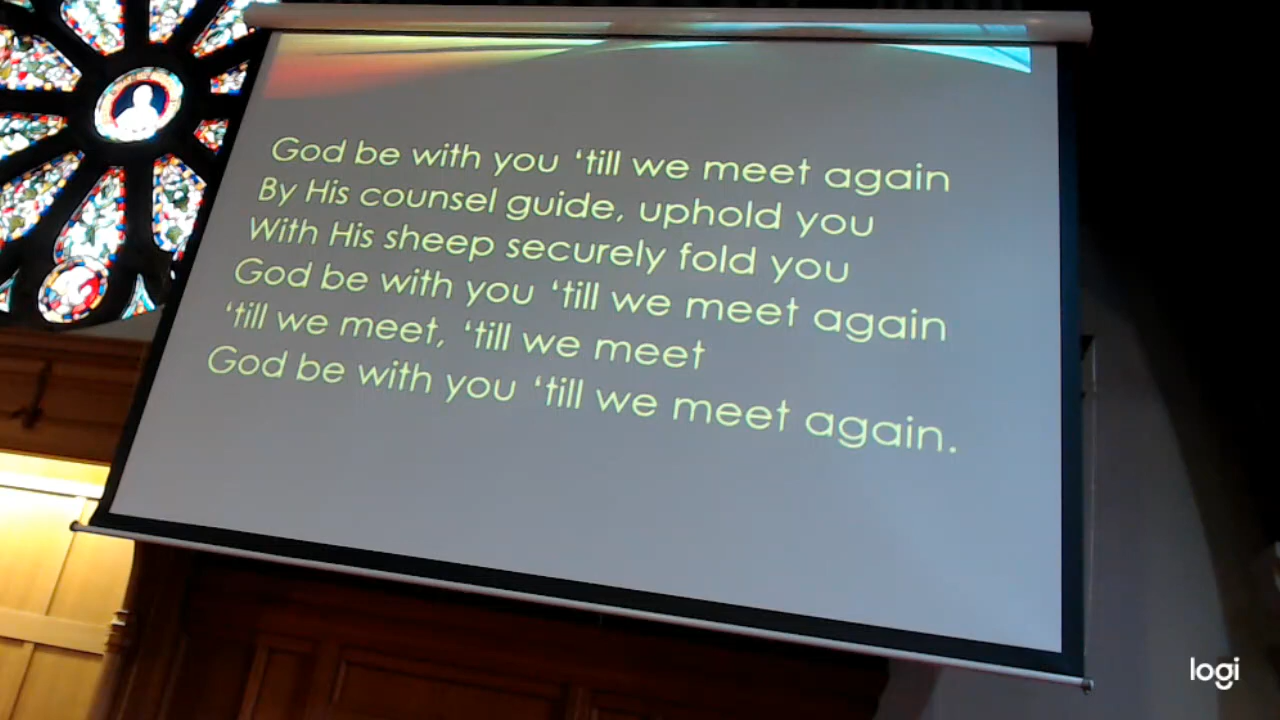 God be with you ‘till we meet again
By His counsel guide, uphold you
With His sheep securely fold you
God be with you ‘till we meet again
‘till we meet, ‘till we meet
God be with you ‘till we meet again.
logi